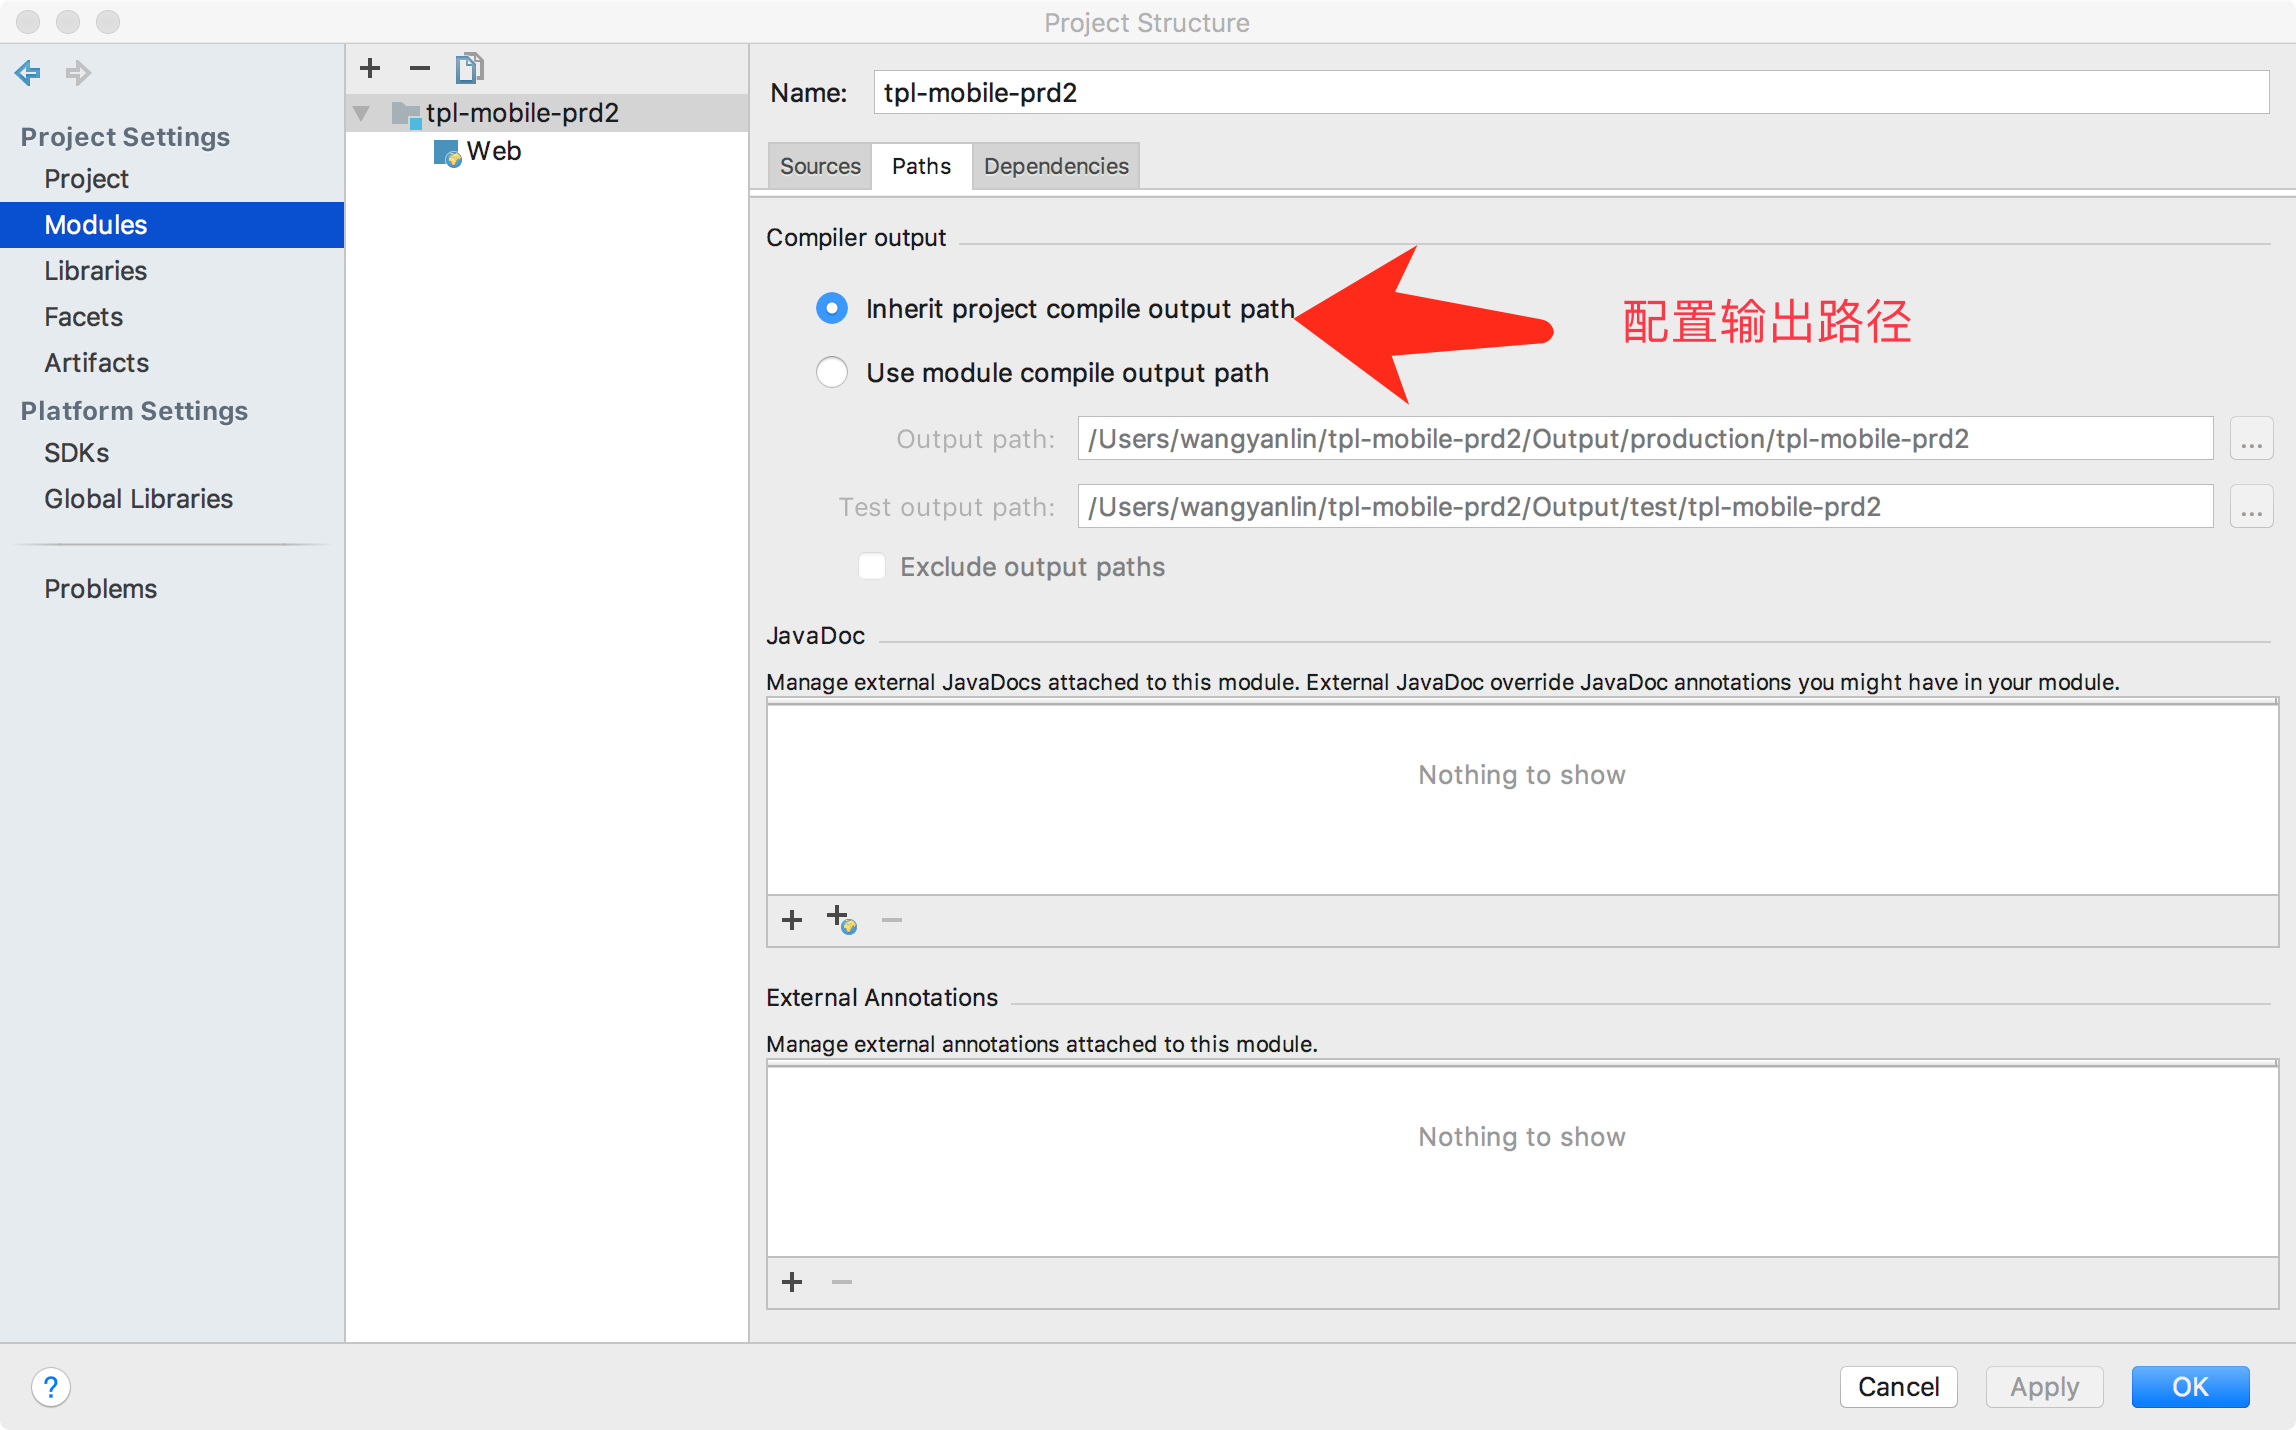 Project Structure
Project Settings
Project
Modules
Libraries
Facets
Artifacts
Platform Settings
SDKs
Global Libraries
Problems
tpl-mobile-prd2
Web
Name: tpl-mobile-prd2
Sources Paths Dependencies
Compiler output
Inherit project compile output path
配置输出路径
Use module compile output path
Output path: /Users/wangyanlin/tpl-mobile-prd2/Output/production/tpl-mobile-prd2 ...
Test output path: /Users/wangyanlin/tpl-mobile-prd2/Output/test/tpl-mobile-prd2 ...
Exclude output paths
JavaDoc
Manage external JavaDocs attached to this module. External JavaDoc override JavaDoc annotations you might have in your module.
Nothing to show
External Annotations
Manage external annotations attached to this module.
Nothing to show
? Cancel Apply OK